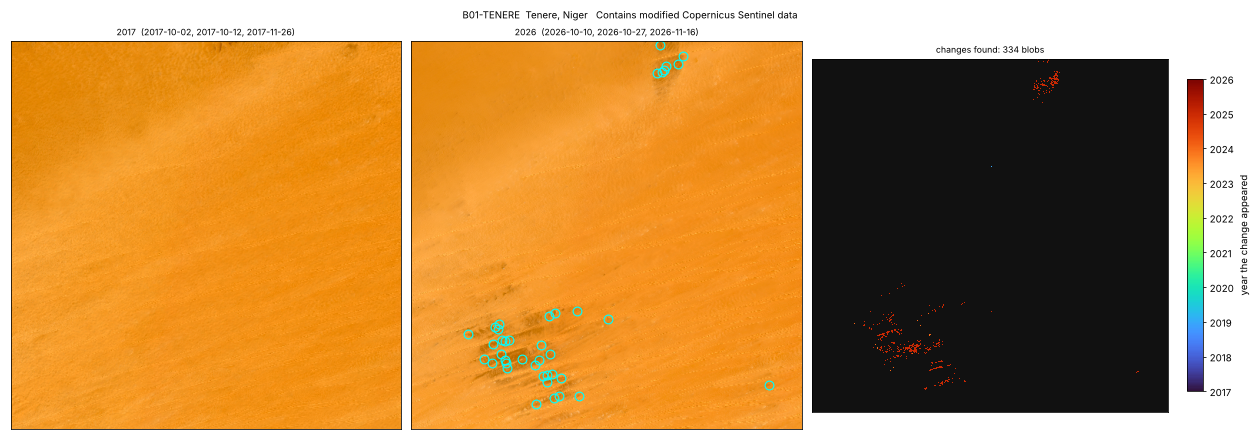 B01-TENERE  Tenere, Niger   Contains modified Copernicus Sentinel data
2017  (2017-10-02, 2017-10-12, 2017-11-26)
2026  (2026-10-10, 2026-10-27, 2026-11-16)
changes found: 334 blobs
2026
2025
2024
2023
2022
2021
2020
2019
2018
2017
year the change appeared